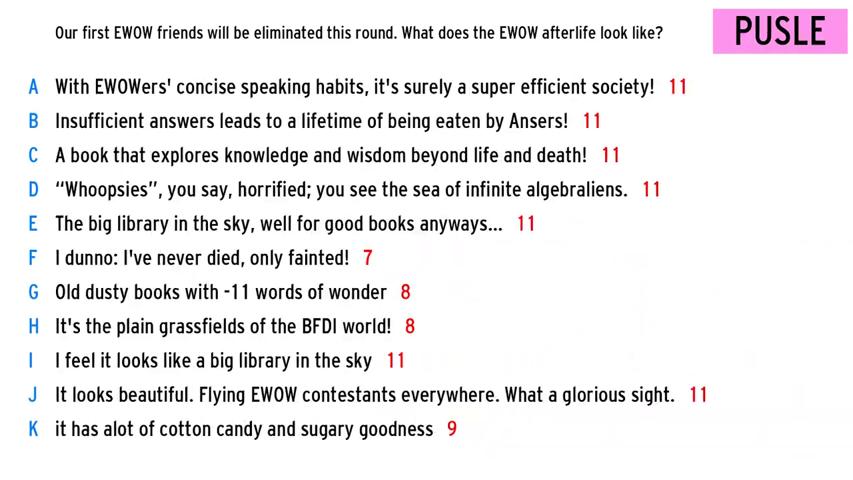 Our first EWOW friends will be eliminated this round. What does the EWOW afterlife look like?
PUSLE
A With EWOWers' concise speaking habits, it's surely a super efficient society! 11
B Insufficient answers leads to a lifetime of being eaten by Ansers! 11
C A book that explores knowledge and wisdom beyond life and death! 11
D “Whoopsies”, you say, horrified; you see the sea of infinite algebraliens. 11
E The big library in the sky, well for good books anyways... 11
F I dunno: I've never died, only fainted! 7
G Old dusty books with -11 words of wonder 8
H It's the plain grassfields of the BFDI world! 8
I I feel it looks like a big library in the sky 11
J It looks beautiful. Flying EWOW contestants everywhere. What a glorious sight. 11
K it has alot of cotton candy and sugary goodness 9